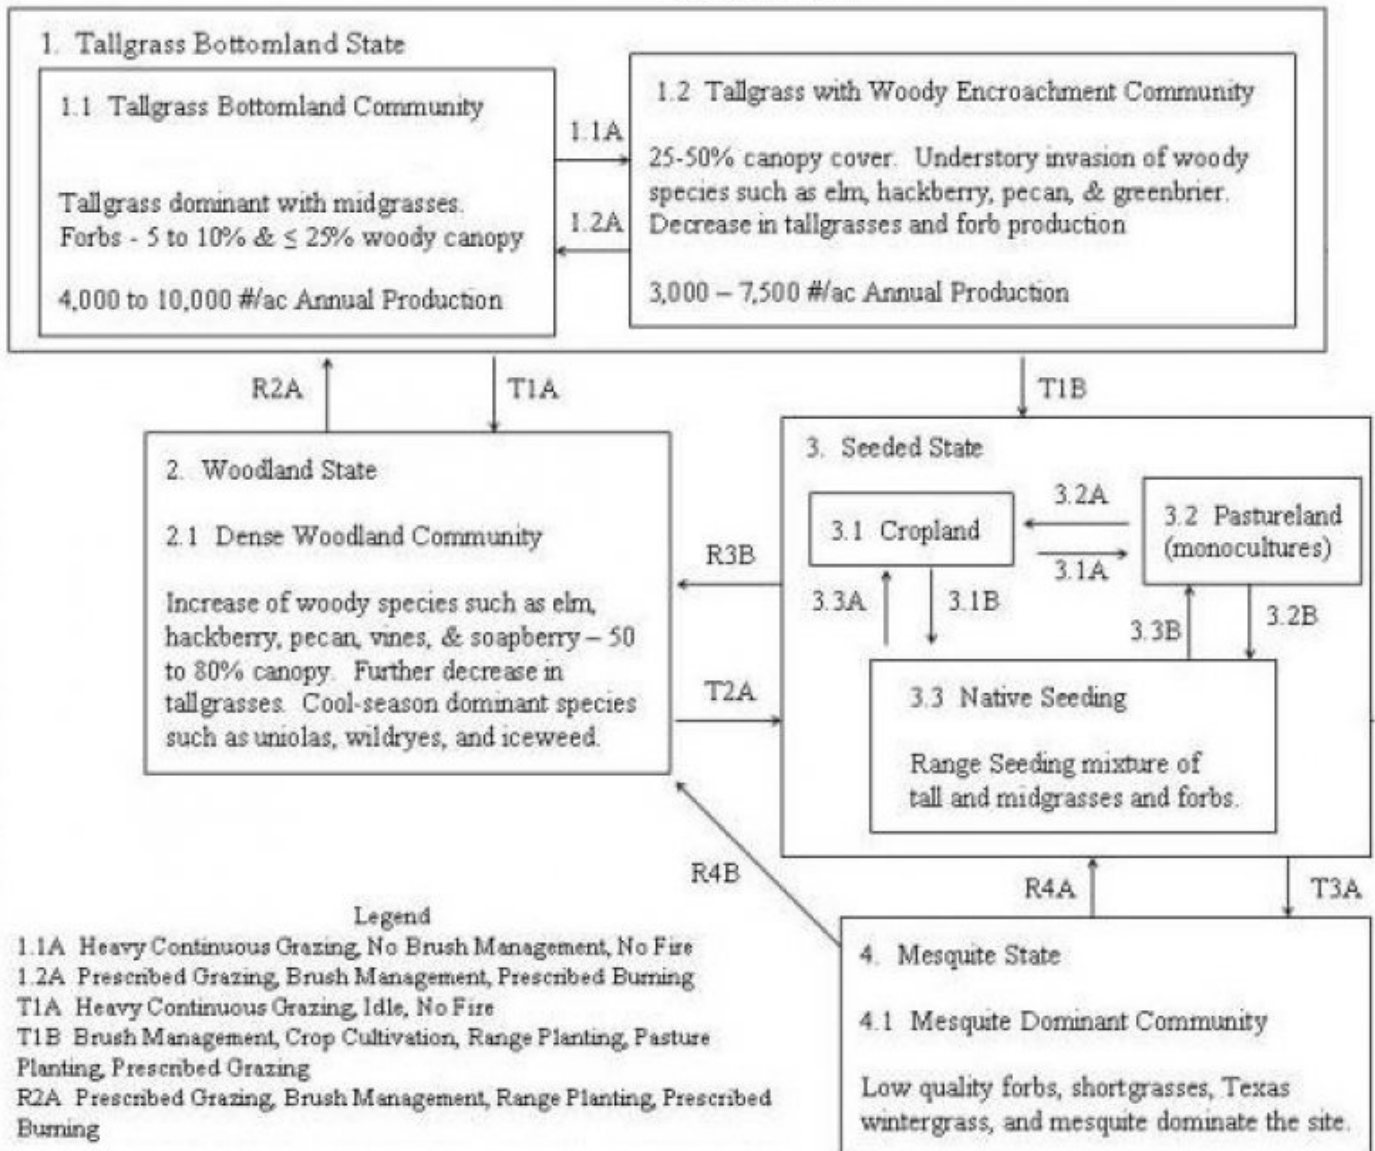 1. Tallgrass Bottomland State
1.1 Tallgrass Bottomland Community
Tallgrass dominant with midgrasses.
Forbs - 5 to 10% & ≤ 25% woody canopy
4,000 to 10,000 #/ac Annual Production
1.1A
1.2A
1.2 Tallgrass with Woody Encroachment Community
25-50% canopy cover. Understory invasion of woody
species such as elm, hackberry, pecan, & greenbrier.
Decrease in tallgrasses and forb production
3,000 – 7,500 #/ac Annual Production
R2A
T1A
T1B
2. Woodland State
2.1 Dense Woodland Community
Increase of woody species such as elm,
hackberry, pecan, vines, & soapberry – 50
to 80% canopy. Further decrease in
tallgrasses. Cool-season dominant species
such as uniolas, wildryes, and iceweed.
R3B
T2A
3. Seeded State
3.1 Cropland
3.2A
3.1A
3.2 Pastureland
(monocultures)
3.3A
3.1B
3.3B
3.2B
3.3 Native Seeding
Range Seeding mixture of
tall and midgrasses and forbs.
R4B
R4A
T3A
4. Mesquite State
4.1 Mesquite Dominant Community
Low quality forbs, shortgrasses, Texas
wintergrass, and mesquite dominate the site.
Legend
1.1A Heavy Continuous Grazing, No Brush Management, No Fire
1.2A Prescribed Grazing, Brush Management, Prescribed Burning
T1A Heavy Continuous Grazing, Idle, No Fire
T1B Brush Management, Crop Cultivation, Range Planting, Pasture
Planting, Prescribed Grazing
R2A Prescribed Grazing, Brush Management, Range Planting, Prescribed
Burning